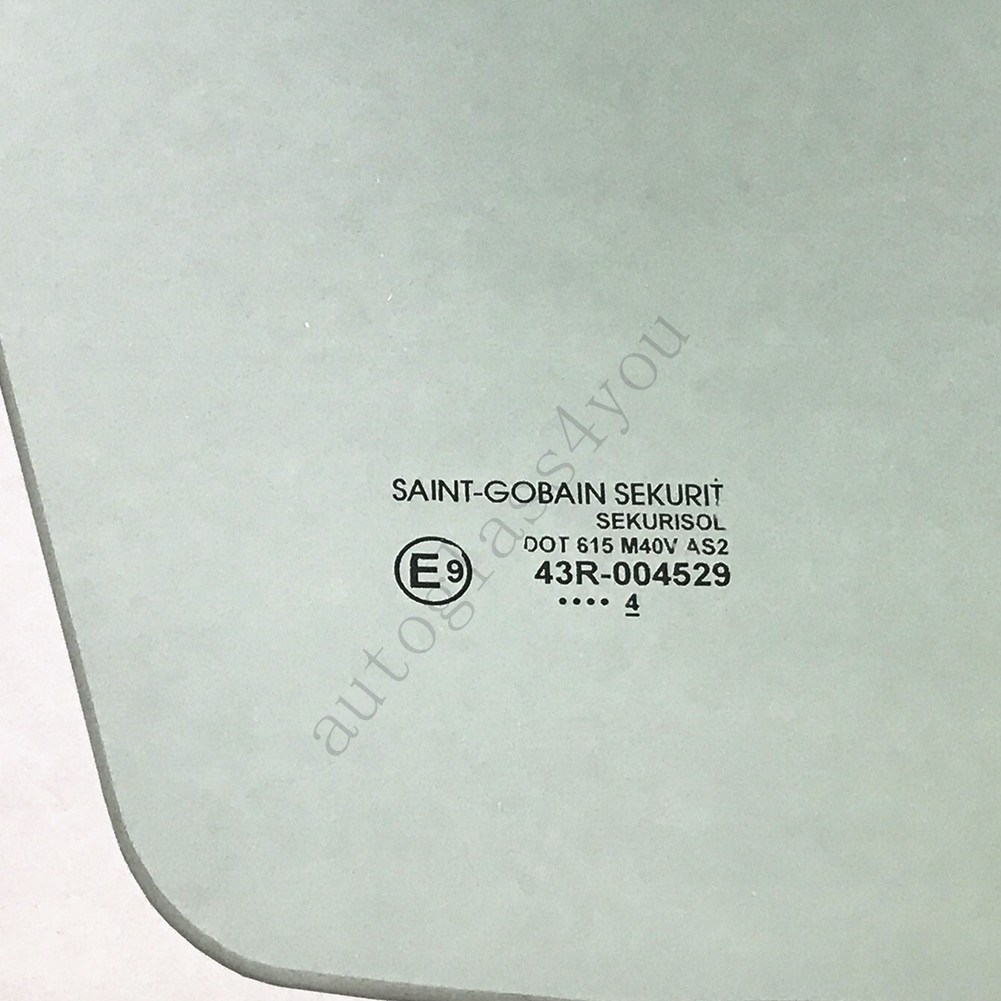 SAINT-GOBAIN SEKURIT
SEKURISOL
DOT 615 M40V AS2
E9
43R-004529
•••• 4
autoglass4you